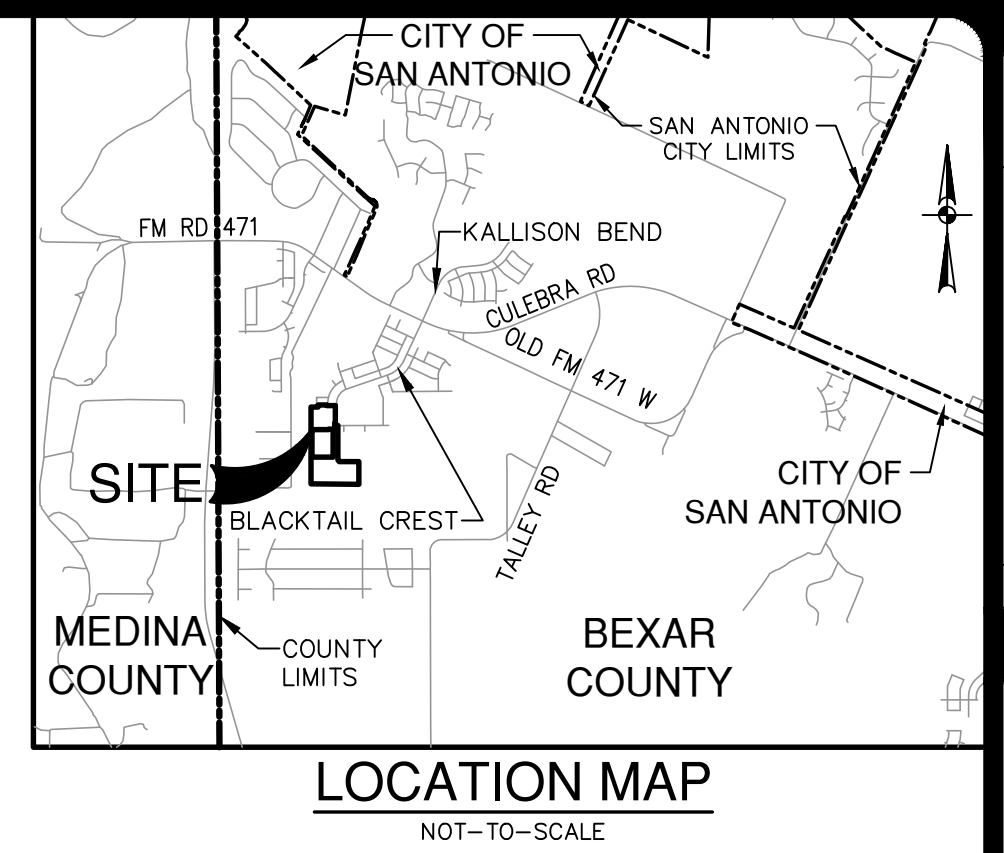 CITY OF
SAN ANTONIO
SAN ANTONIO
CITY LIMITS
FM RD 471
KALLISON BEND
CULEBRA RD
OLD FM 471 W
SITE
CITY OF
SAN ANTONIO
BLACKTAIL CREST
TALLEY RD
MEDINA
COUNTY
COUNTY
LIMITS
BEXAR
COUNTY
LOCATION MAP
NOT-TO-SCALE